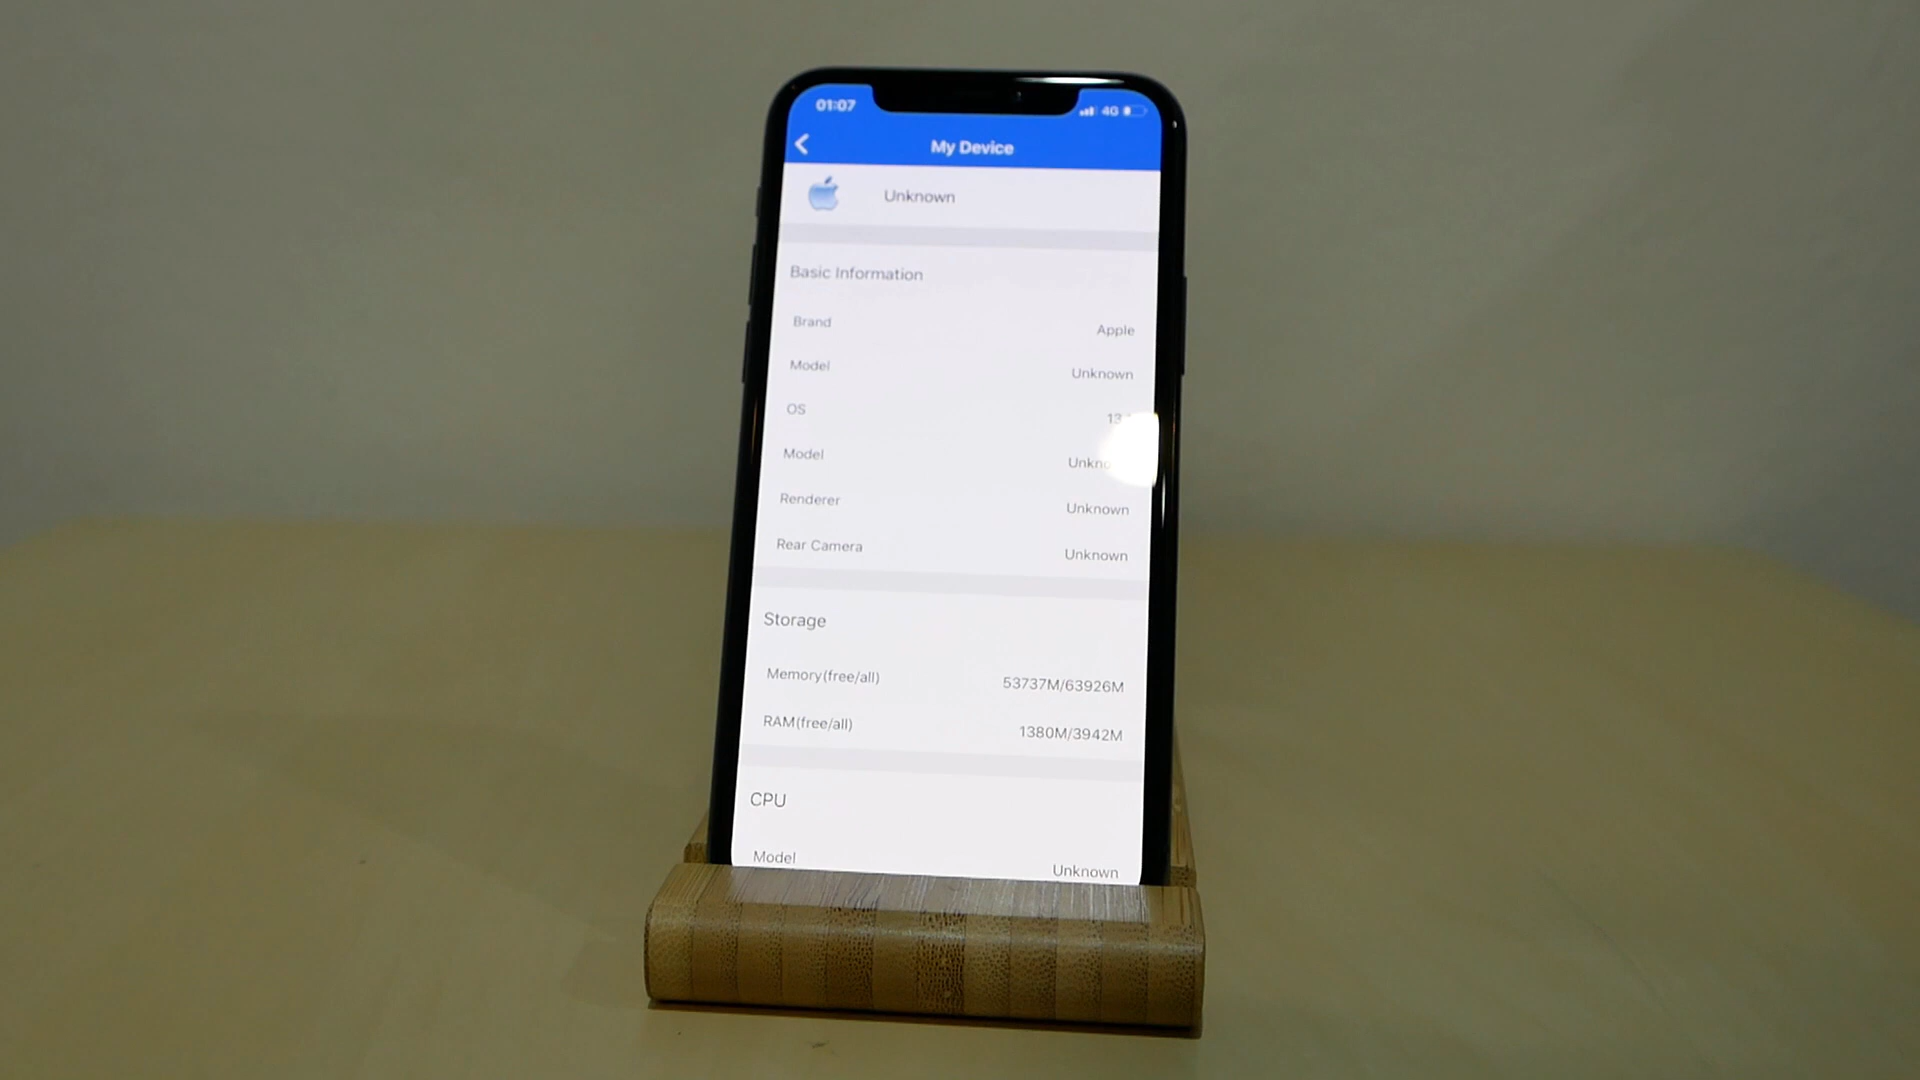 01:07 4G
My Device
Unknown
Basic Information
Brand Apple
Model Unknown
OS
Model
Renderer Unknown
Rear Camera Unknown
Storage
Memory(free/all) 53737M/63926M
RAM(free/all) 1380M/3942M
CPU
Model Unknown